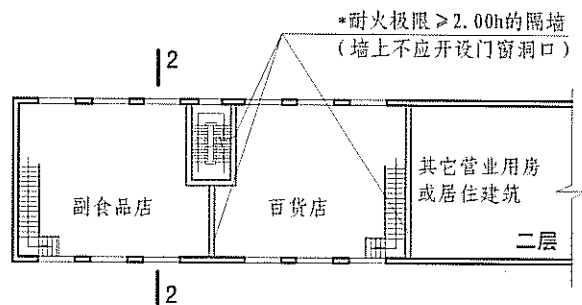 *耐火极限≥2.00h的隔墙
(墙上不应开设门窗洞口)
2
副食品店
百货店
其它营业用房
或居住建筑
二层
2